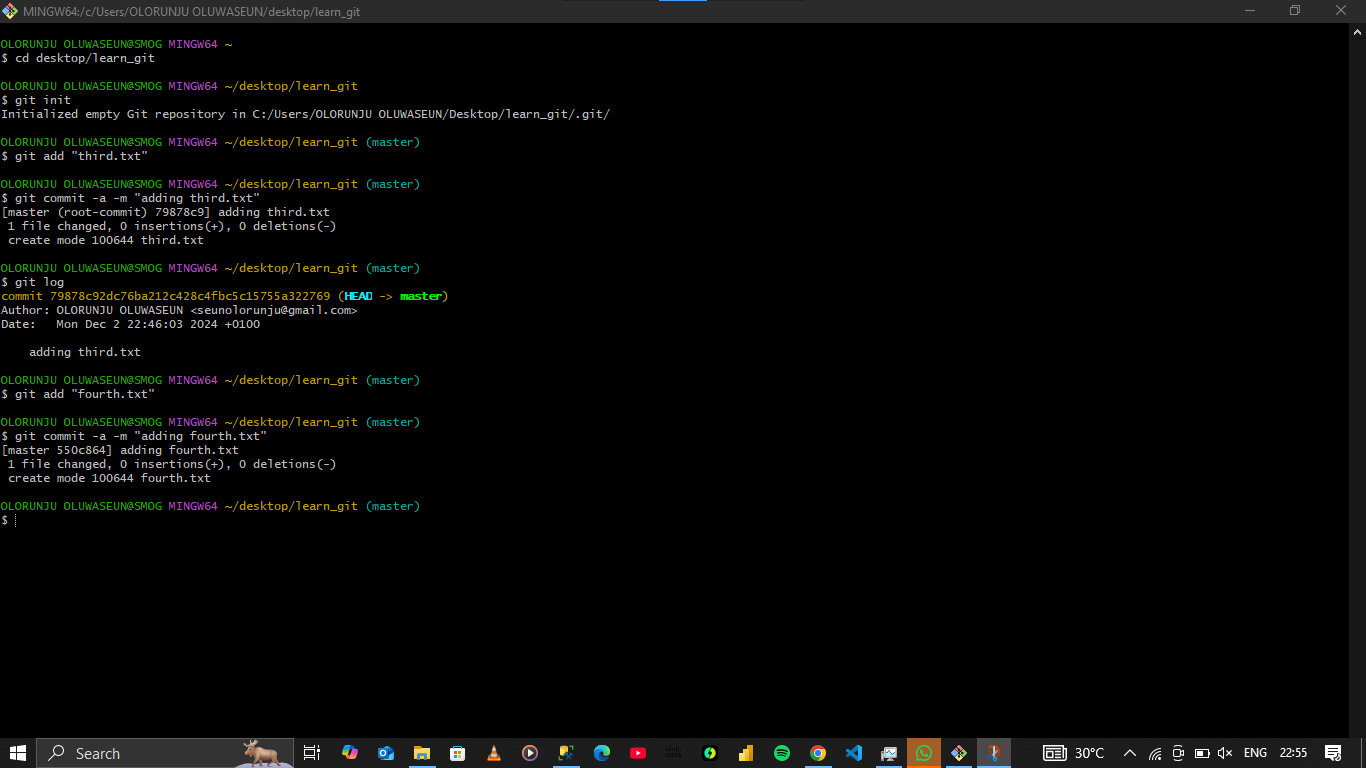 MINGW64:/c/Users/OLORUNJU OLUWASEUN/desktop/learn_git
OLORUNJU OLUWASEUN@SMOG MINGW64 ~
$ cd desktop/learn_git
OLORUNJU OLUWASEUN@SMOG MINGW64 ~/desktop/learn_git
$ git init
Initialized empty Git repository in C:/Users/OLORUNJU OLUWASEUN/Desktop/learn_git/.git/
OLORUNJU OLUWASEUN@SMOG MINGW64 ~/desktop/learn_git (master)
$ git add "third.txt"
OLORUNJU OLUWASEUN@SMOG MINGW64 ~/desktop/learn_git (master)
$ git commit -a -m "adding third.txt"
[master (root-commit) 79878c9] adding third.txt
 1 file changed, 0 insertions(+), 0 deletions(-)
 create mode 100644 third.txt
OLORUNJU OLUWASEUN@SMOG MINGW64 ~/desktop/learn_git (master)
$ git log
commit 79878c92dc76ba212c428c4fbc5c15755a322769 (HEAD -> master)
Author: OLORUNJU OLUWASEUN <seunolorunju@gmail.com>
Date:   Mon Dec 2 22:46:03 2024 +0100
    adding third.txt
OLORUNJU OLUWASEUN@SMOG MINGW64 ~/desktop/learn_git (master)
$ git add "fourth.txt"
OLORUNJU OLUWASEUN@SMOG MINGW64 ~/desktop/learn_git (master)
$ git commit -a -m "adding fourth.txt"
[master 550c864] adding fourth.txt
 1 file changed, 0 insertions(+), 0 deletions(-)
 create mode 100644 fourth.txt
OLORUNJU OLUWASEUN@SMOG MINGW64 ~/desktop/learn_git (master)
$
Search 30°C ENG 22:55